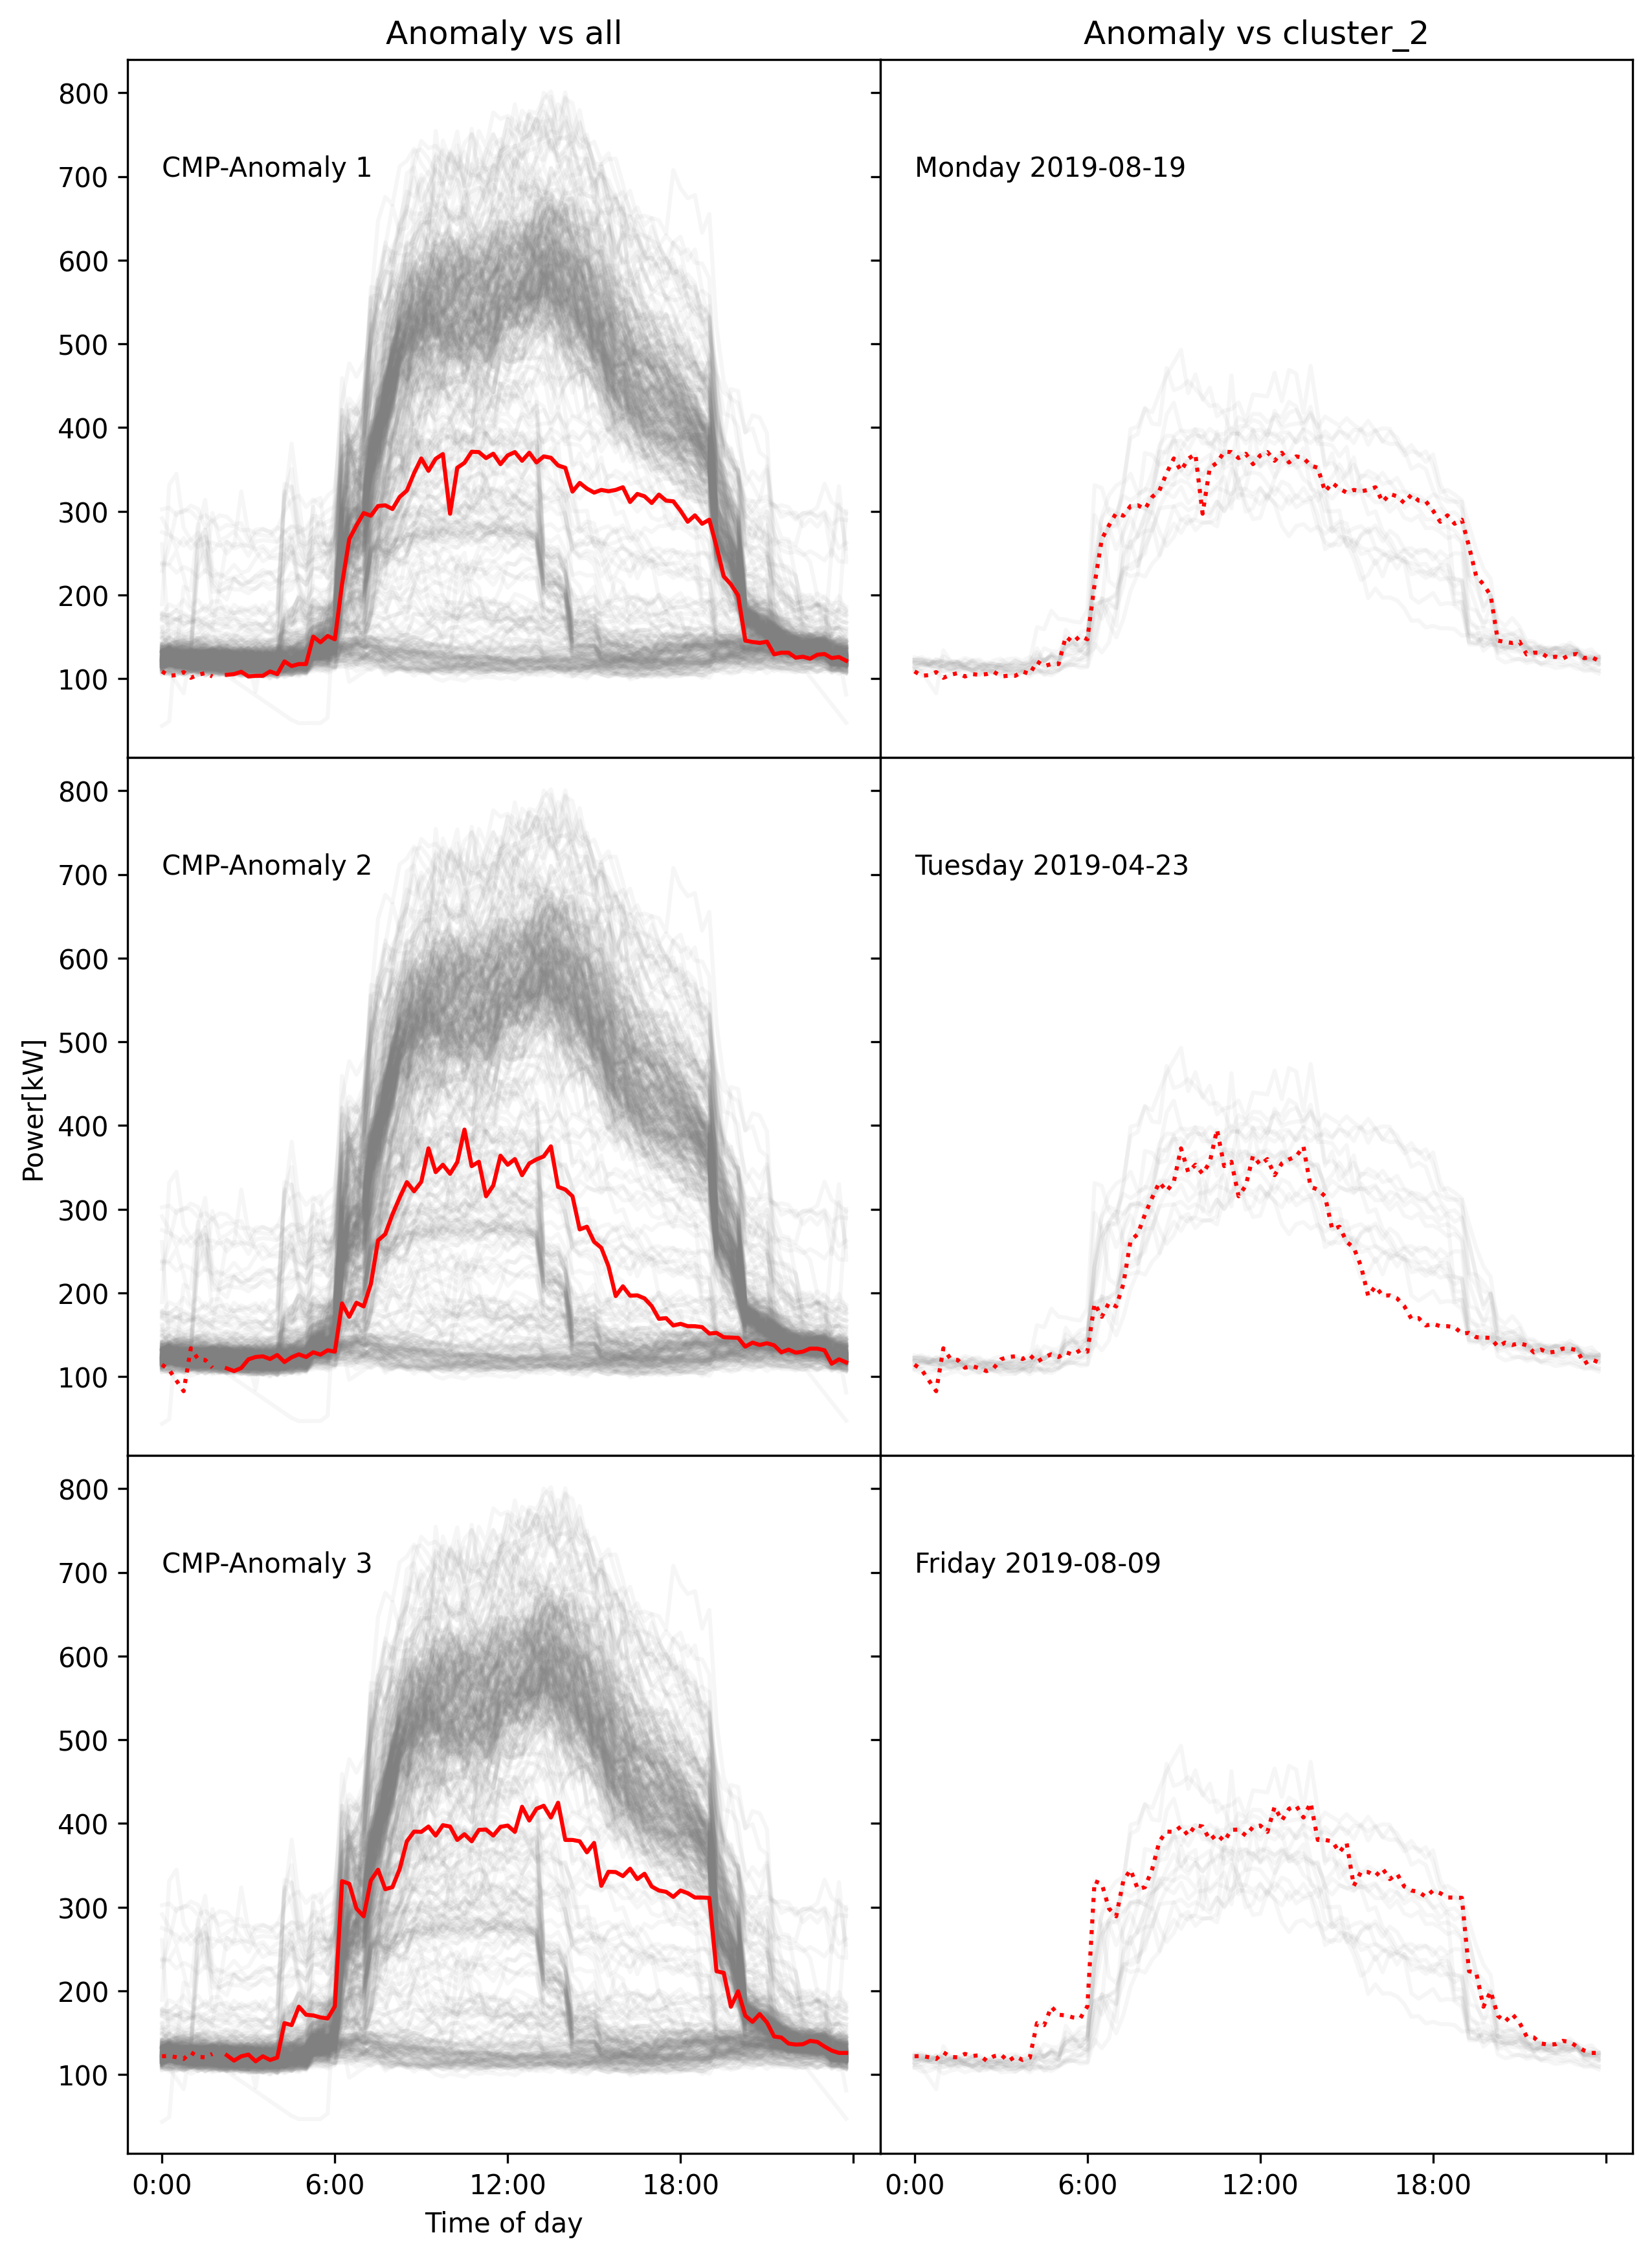 Anomaly vs all
Anomaly vs cluster_2
800
700
600
500
400
300
200
100
CMP-Anomaly 1
Monday 2019-08-19
800
700
600
500
400
300
200
100
CMP-Anomaly 2
Tuesday 2019-04-23
Power[kW]
800
700
600
500
400
300
200
100
CMP-Anomaly 3
Friday 2019-08-09
0:00 6:00 12:00 18:00
0:00 6:00 12:00 18:00
Time of day